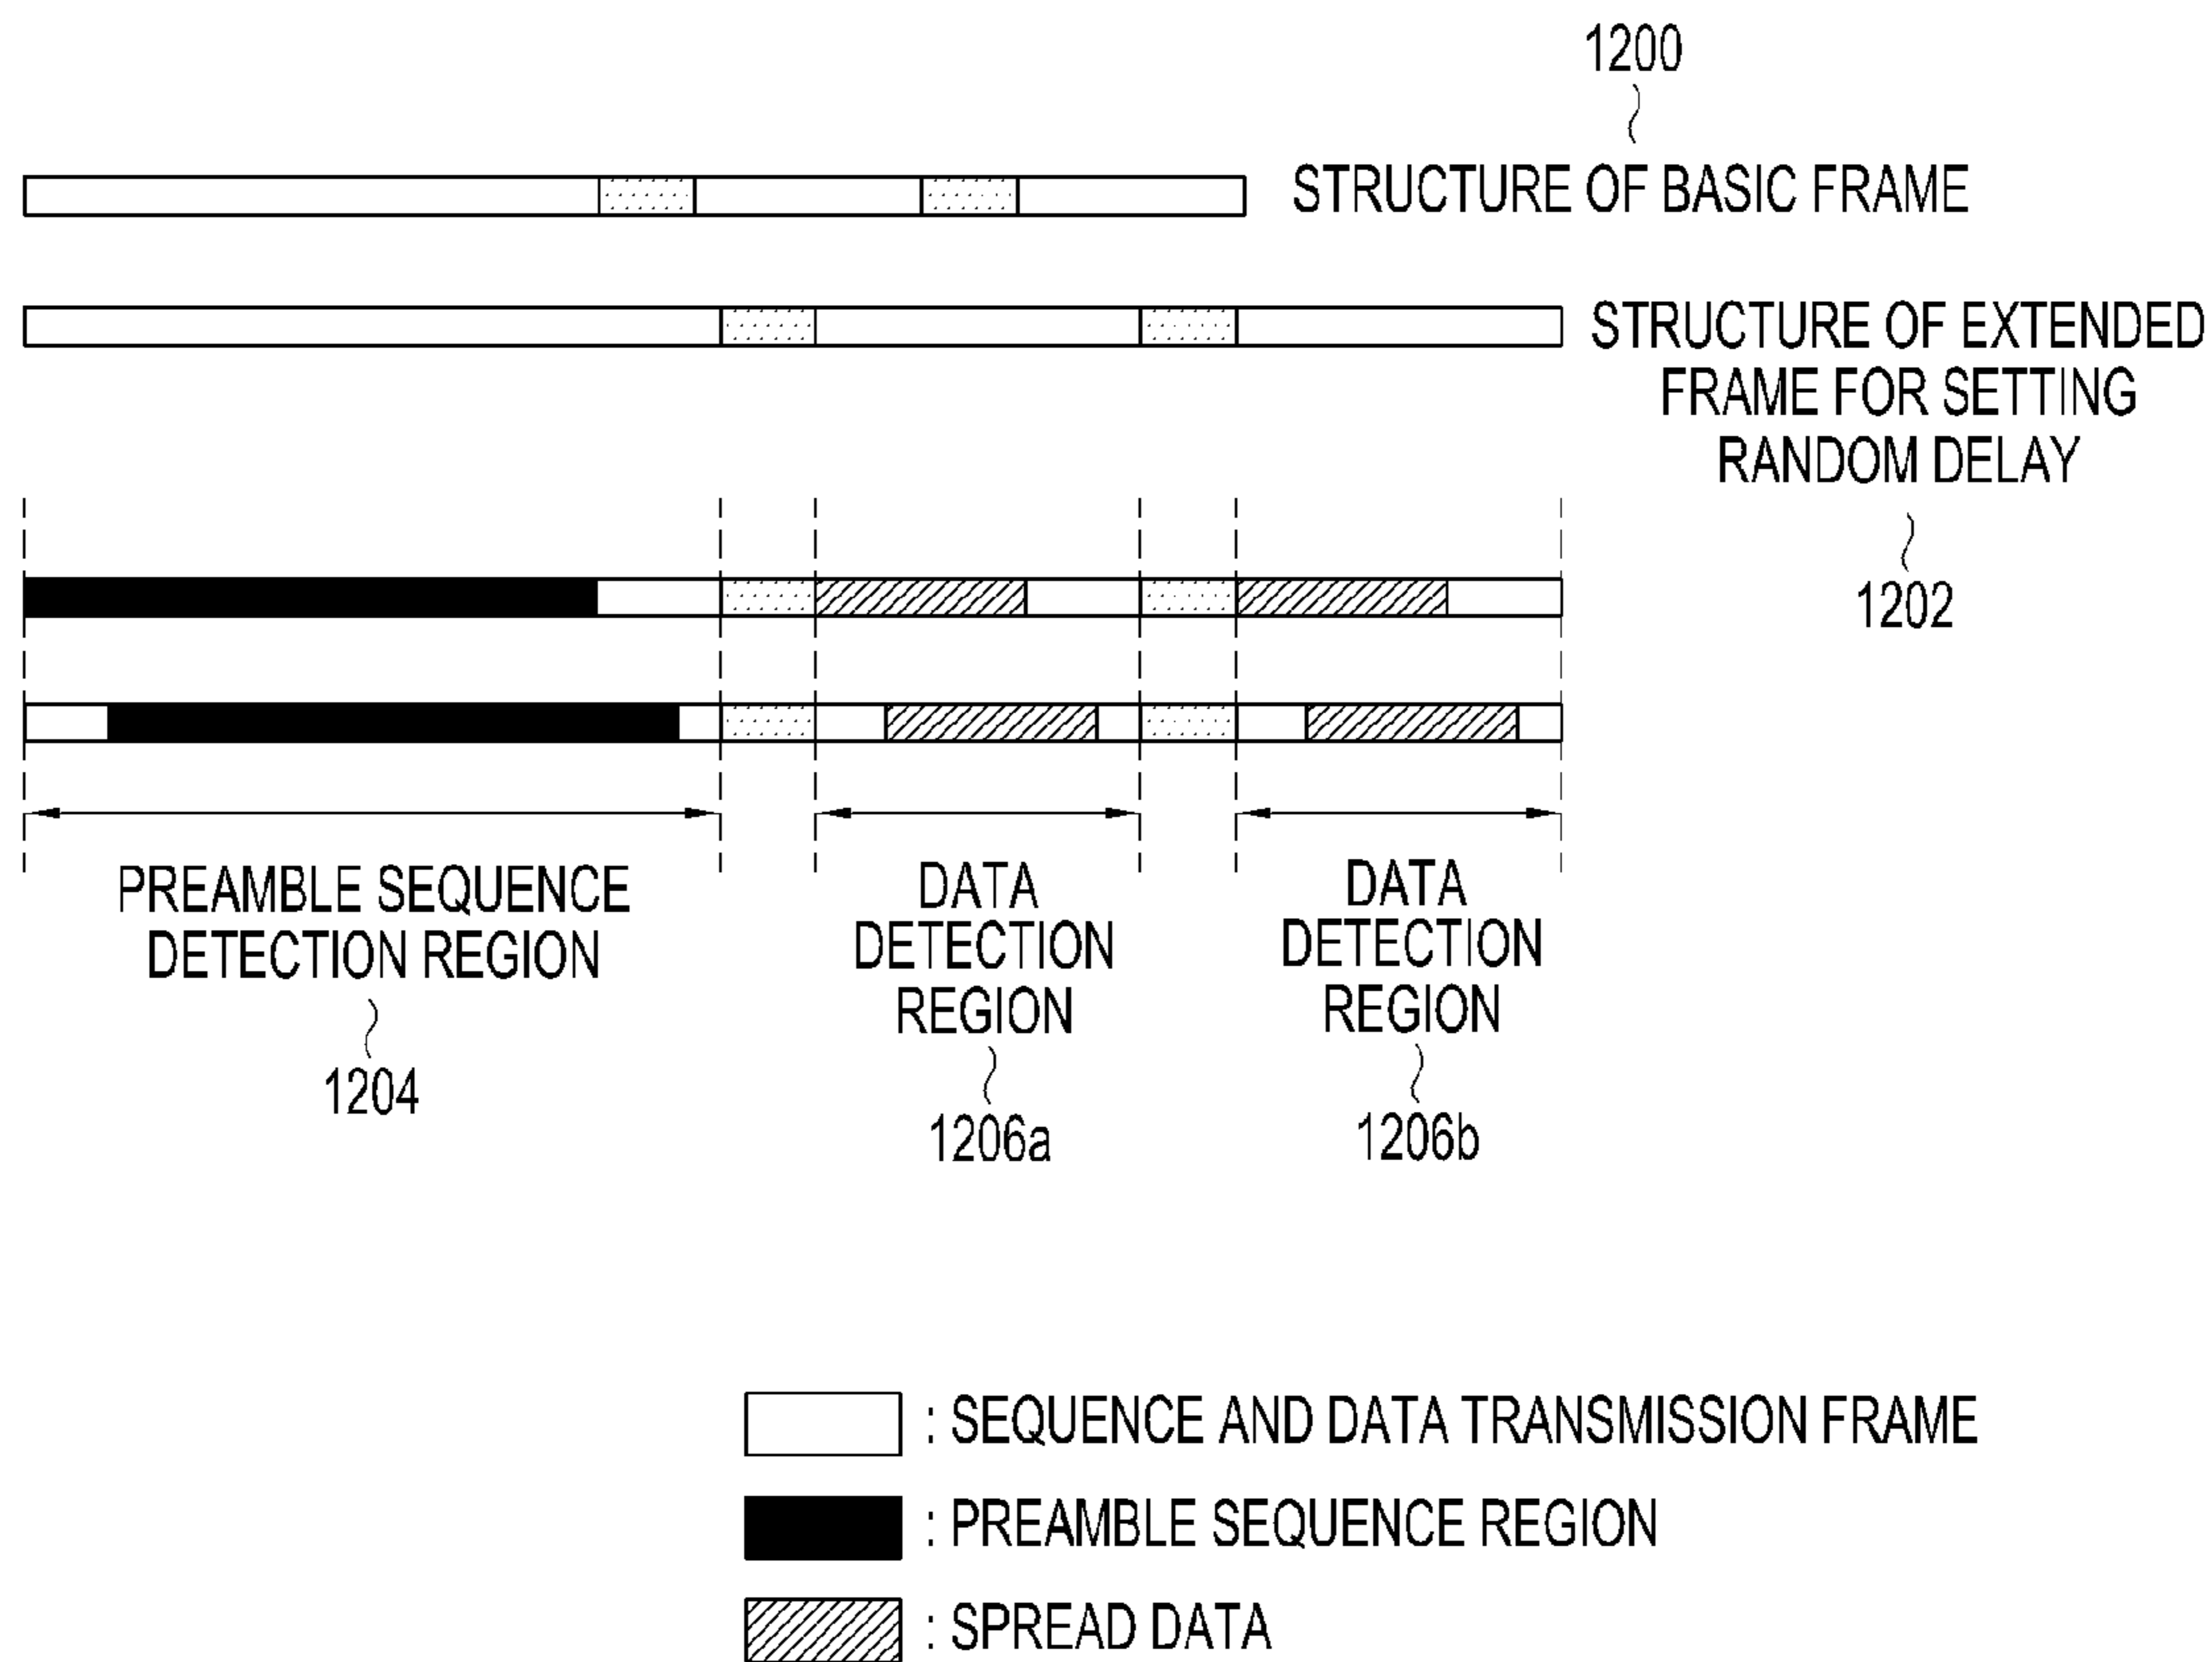 1200
STRUCTURE OF BASIC FRAME
STRUCTURE OF EXTENDED
FRAME FOR SETTING
RANDOM DELAY
1202
PREAMBLE SEQUENCE
DETECTION REGION
1204
DATA
DETECTION
REGION
1206a
DATA
DETECTION
REGION
1206b
: SEQUENCE AND DATA TRANSMISSION FRAME
: PREAMBLE SEQUENCE REGION
: SPREAD DATA